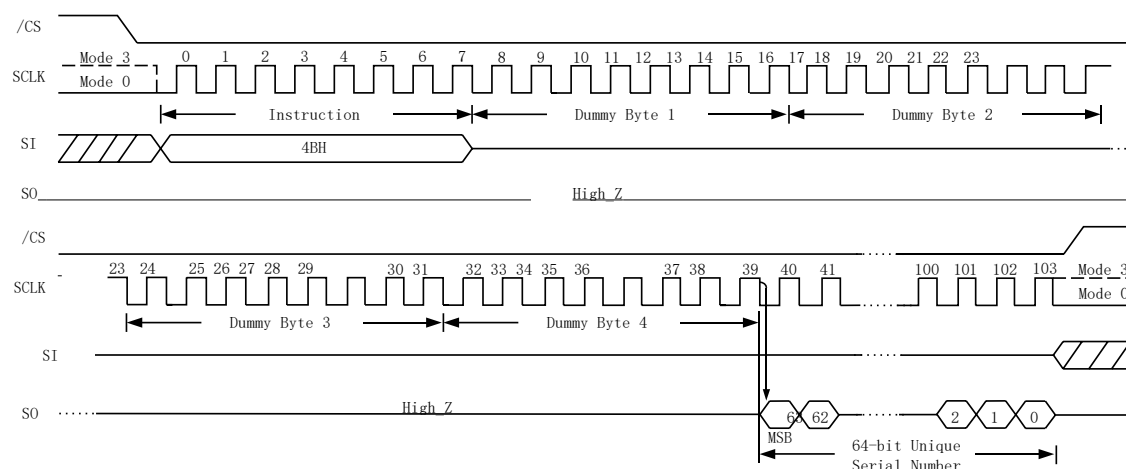 /CS
Mode 3 0 1 2 3 4 5 6 7 8 9 10 11 12 13 14 15 16 17 18 19 20 21 22 23
SCLK
Mode 0
Instruction Dummy Byte 1 Dummy Byte 2
SI 4BH
SO High_Z
/CS
23 24 25 26 27 28 29 30 31 32 33 34 35 36 37 38 39 40 41 100 101 102 103 Mode 3
SCLK
Mode 0
Dummy Byte 3 Dummy Byte 4
SI
SO High_Z 63 62 2 1 0
MSB
64-bit Unique
Serial Number